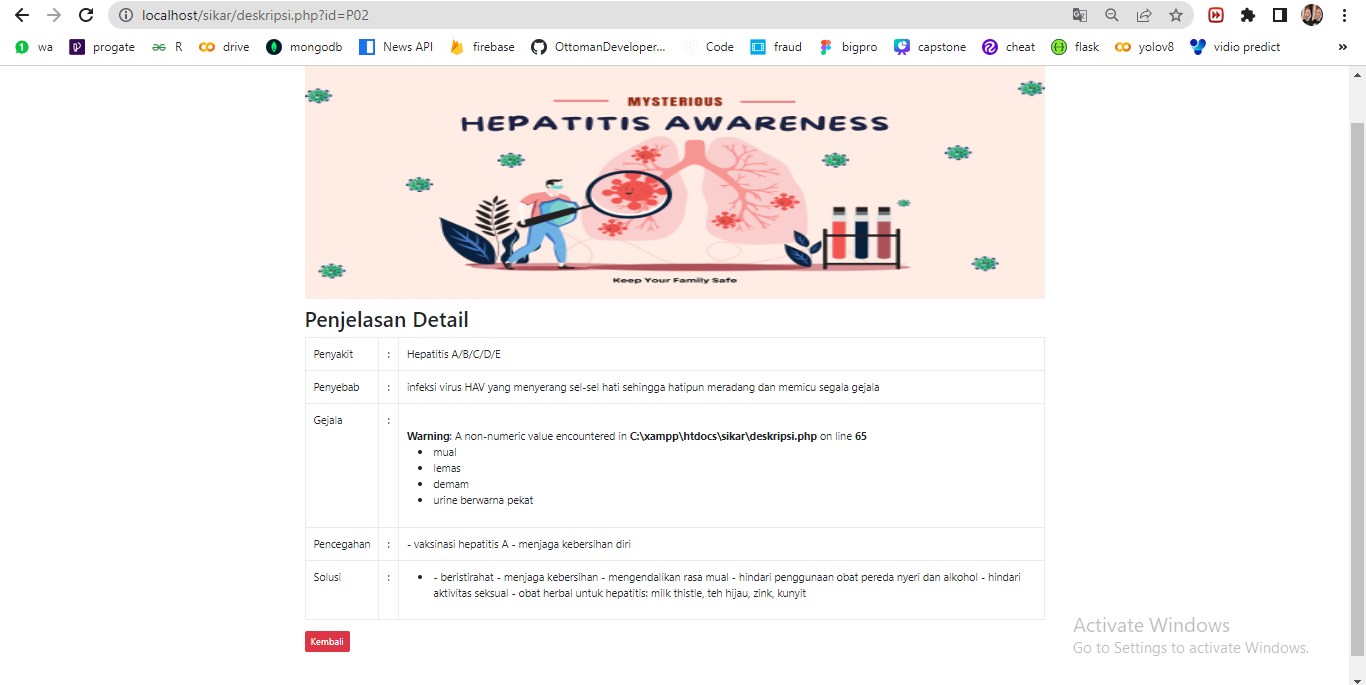 localhost/sikar/deskripsi.php?id=P02
wa progate R drive mongodb News API firebase OttomanDeveloper... Code fraud bigpro capstone cheat flask yolov8 vidio predict »
MYSTERIOUS
HEPATITIS AWARENESS
Keep Your Family Safe
Penjelasan Detail
Penyakit : Hepatitis A/B/C/D/E
Penyebab : infeksi virus HAV yang menyerang sel-sel hati sehingga hatipun meradang dan memicu segala gejala
Gejala :
Warning: A non-numeric value encountered in C:\xampp\htdocs\sikar\deskripsi.php on line 65
• mual
• lemas
• demam
• urine berwarna pekat
Pencegahan : - vaksinasi hepatitis A - menjaga kebersihan diri
Solusi : • - beristirahat - menjaga kebersihan - mengendalikan rasa mual - hindari penggunaan obat pereda nyeri dan alkohol - hindari
aktivitas seksual - obat herbal untuk hepatitis: milk thistle, teh hijau, zink, kunyit
Kembali
Activate Windows
Go to Settings to activate Windows.